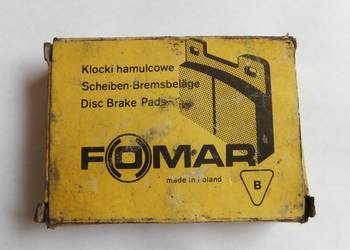 Klocki hamulcowe
Scheiben-Bremsbeläge
Disc Brake Pads
FOMAR
made in Poland
B